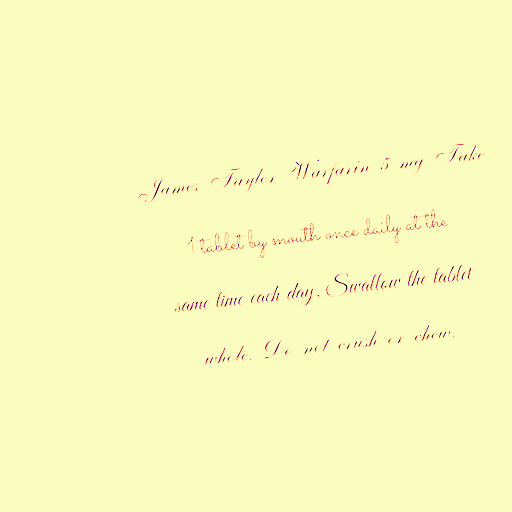 James Taylor Warfarin 5 mg Take
1 tablet by mouth once daily at the
same time each day. Swallow the tablet
whole. Do not crush or chew.